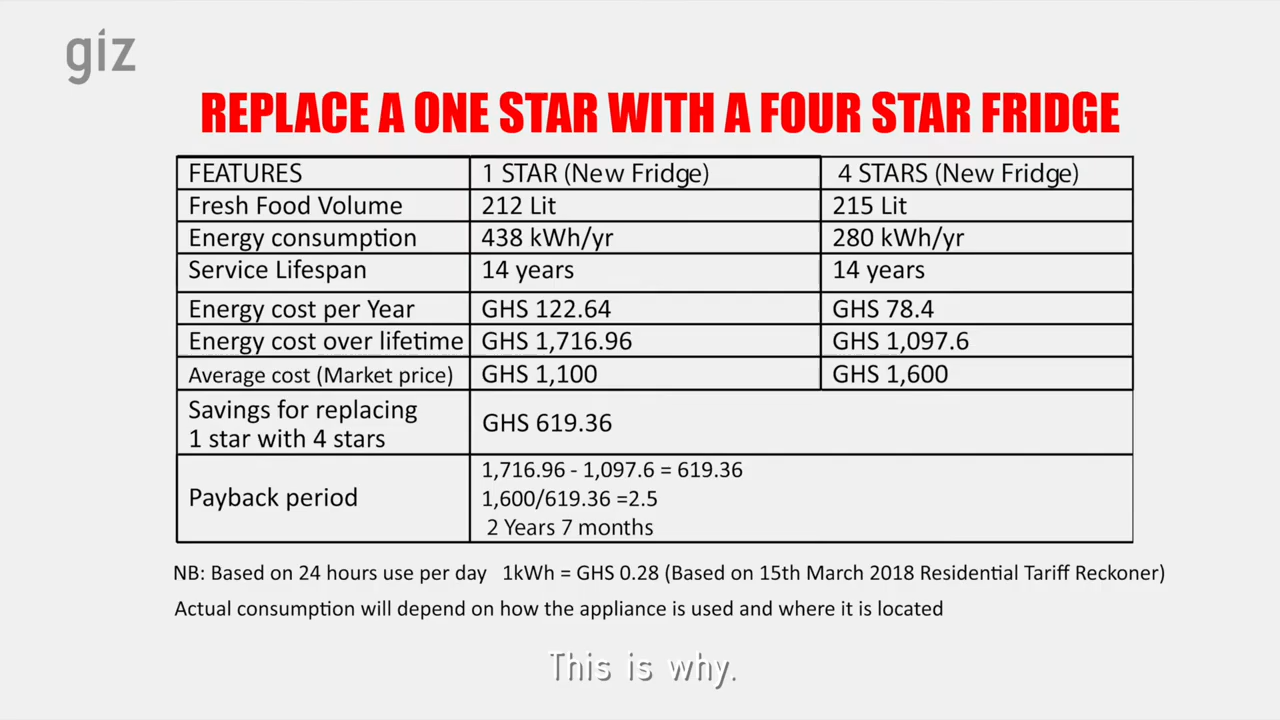 giz
REPLACE A ONE STAR WITH A FOUR STAR FRIDGE
FEATURES 1 STAR (New Fridge) 4 STARS (New Fridge)
Fresh Food Volume 212 Lit 215 Lit
Energy consumption 438 kWh/yr 280 kWh/yr
Service Lifespan 14 years 14 years
Energy cost per Year GHS 122.64 GHS 78.4
Energy cost over lifetime GHS 1,716.96 GHS 1,097.6
Average cost (Market price) GHS 1,100 GHS 1,600
Savings for replacing
1 star with 4 stars
GHS 619.36
Payback period
1,716.96 - 1,097.6 = 619.36
1,600/619.36 =2.5
2 Years 7 months
NB: Based on 24 hours use per day 1kWh = GHS 0.28 (Based on 15th March 2018 Residential Tariff Reckoner)
Actual consumption will depend on how the appliance is used and where it is located
This is why.